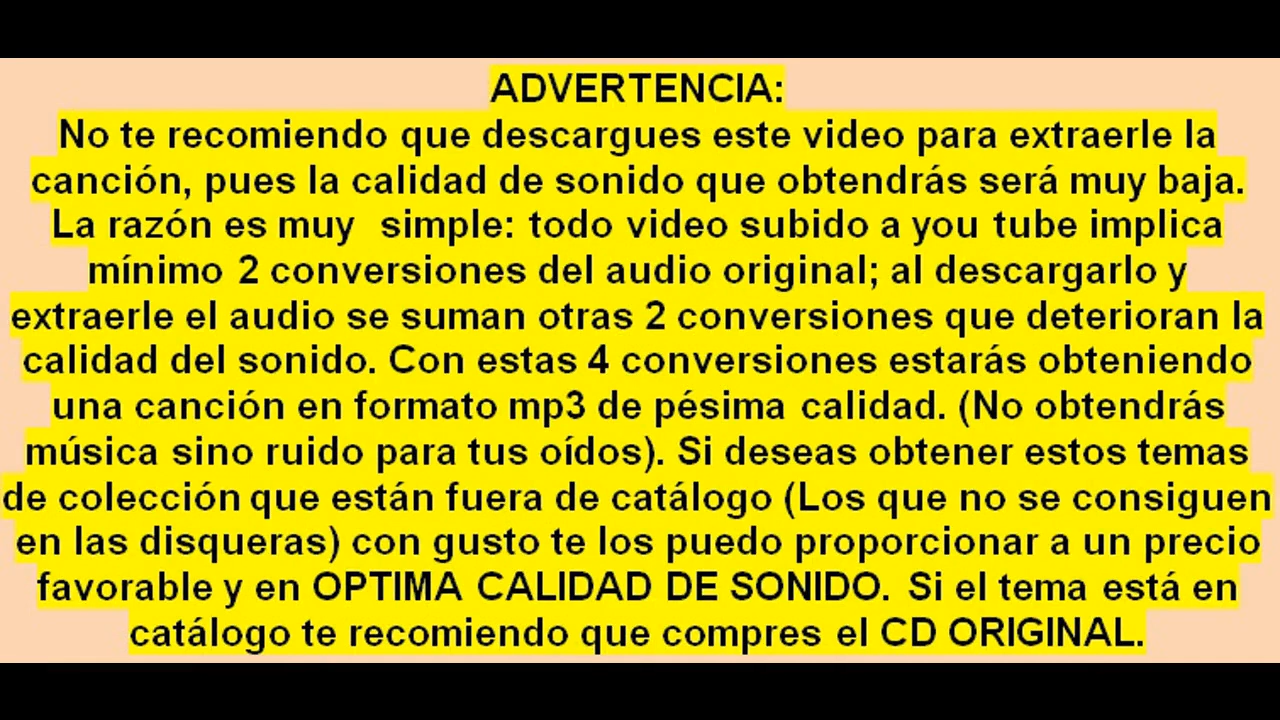 ADVERTENCIA:
No te recomiendo que descargues este video para extraerle la
canción, pues la calidad de sonido que obtendrás será muy baja.
La razón es muy  simple: todo video subido a you tube implica
mínimo 2 conversiones del audio original; al descargarlo y
extraerle el audio se suman otras 2 conversiones que deterioran la
calidad del sonido. Con estas 4 conversiones estarás obteniendo
una canción en formato mp3 de pésima calidad. (No obtendrás
música sino ruido para tus oídos). Si deseas obtener estos temas
de colección que están fuera de catálogo (Los que no se consiguen
en las disqueras) con gusto te los puedo proporcionar a un precio
favorable y en OPTIMA CALIDAD DE SONIDO.  Si el tema está en
catálogo te recomiendo que compres el CD ORIGINAL.